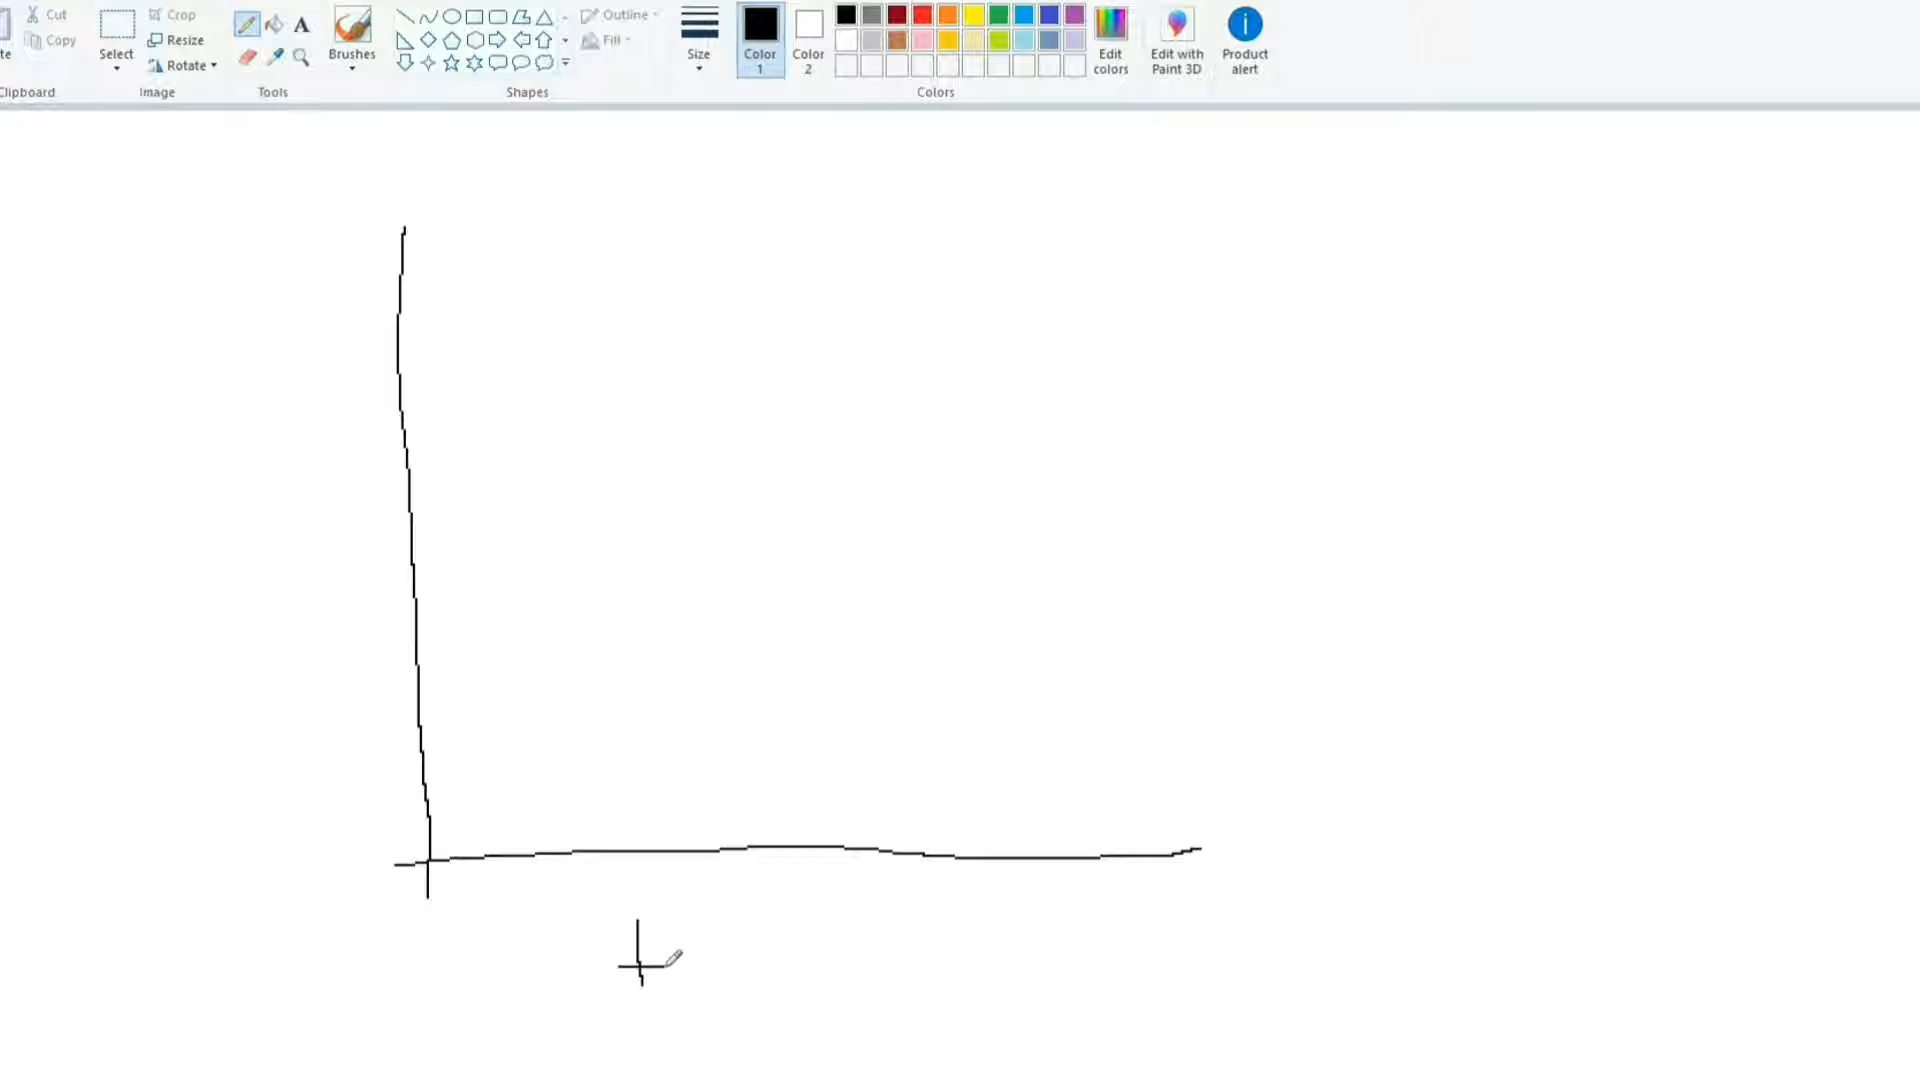 Cut Crop Outline
te Copy Select Resize A Brushes Fill Size Color 1 Color 2 Edit colors Edit with Paint 3D Product alert
Rotate
Clipboard Image Tools Shapes Colors